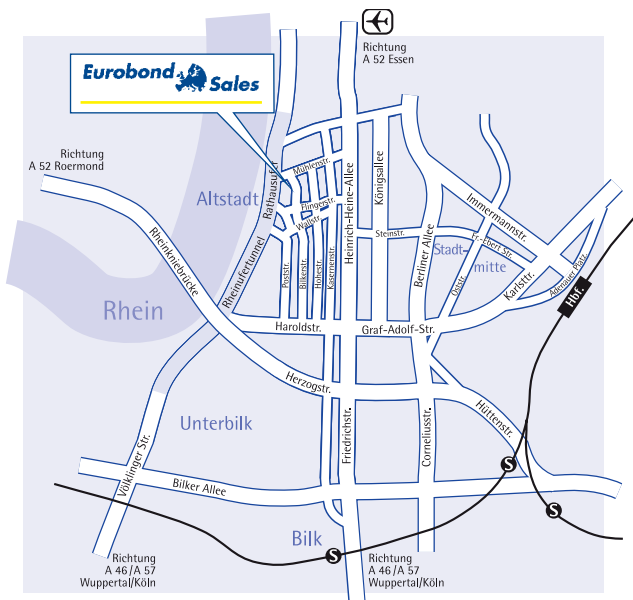 Richtung
A 52 Essen
Eurobond Sales
Richtung
A 52 Roermond
Altstadt
Rathausufer
Mühlenstr.
Flingerstr.
Wallstr.
Heinrich-Heine-Allee
Königsallee
Immermannstr.
Steinstr.
Fr.-Ebert Str.
Stadt-
mitte
Berliner Allee
Oststr.
Karlsttr.
Adenauer Platz
Hbf.
Rheinkniebrücke
Rheinufertunnel
Poststr.
Bilkerstr.
Hohestr.
Kasernenstr.
Rhein
Haroldstr.
Graf-Adolf-Str.
Herzogstr.
Hüttenstr.
Unterbilk
Friedrichstr.
Corneliusstr.
Völklinger Str.
Bilker Allee
S
S
Bilk
S
Richtung
A 46/A 57
Wuppertal/Köln
Richtung
A 46/A 57
Wuppertal/Köln